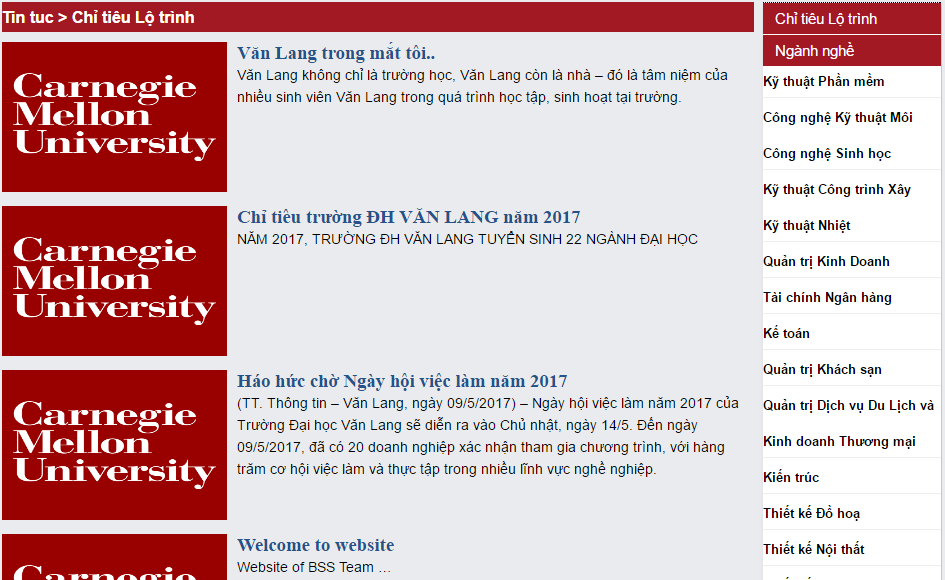 Tin tuc > Chỉ tiêu Lộ trình
Carnegie
Mellon
University
Văn Lang trong mắt tôi..
Văn Lang không chỉ là trường học, Văn Lang còn là nhà – đó là tâm niệm của
nhiều sinh viên Văn Lang trong quá trình học tập, sinh hoạt tại trường.
Carnegie
Mellon
University
Chỉ tiêu trường ĐH VĂN LANG năm 2017
NĂM 2017, TRƯỜNG ĐH VĂN LANG TUYỂN SINH 22 NGÀNH ĐẠI HỌC
Carnegie
Mellon
University
Háo hức chờ Ngày hội việc làm năm 2017
(TT. Thông tin – Văn Lang, ngày 09/5/2017) – Ngày hội việc làm năm 2017 của
Trường Đại học Văn Lang sẽ diễn ra vào Chủ nhật, ngày 14/5. Đến ngày
09/5/2017, đã có 20 doanh nghiệp xác nhận tham gia chương trình, với hàng
trăm cơ hội việc làm và thực tập trong nhiều lĩnh vực nghề nghiệp.
Carnegie
Welcome to website
Website of BSS Team …
Chỉ tiêu Lộ trình
Ngành nghề
Kỹ thuật Phần mềm
Công nghệ Kỹ thuật Môi
Công nghệ Sinh học
Kỹ thuật Công trình Xây
Kỹ thuật Nhiệt
Quản trị Kinh Doanh
Tài chính Ngân hàng
Kế toán
Quản trị Khách sạn
Quản trị Dịch vụ Du Lịch và
Kinh doanh Thương mại
Kiến trúc
Thiết kế Đồ hoạ
Thiết kế Nội thất